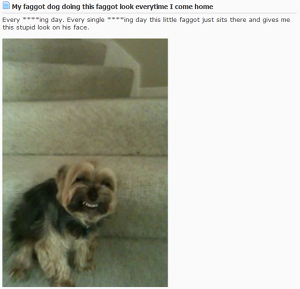 My faggot dog doing this faggot look everytime I come home
Every ****ing day. Every single ****ing day this little faggot just sits there and gives me
this stupid look on his face.